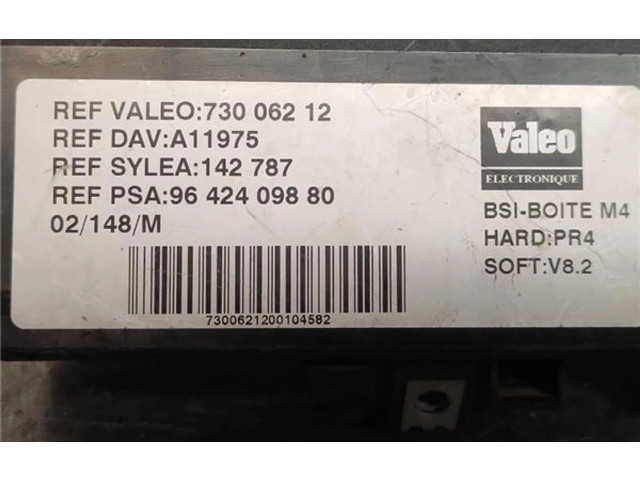 REF VALEO:730 062 12
REF DAV:A11975
REF SYLEA:142 787
REF PSA:96 424 098 80
02/148/M
7300621200104582
Valeo
ELECTRONIQUE
BSI-BOITE M4
HARD:PR4
SOFT:V8.2